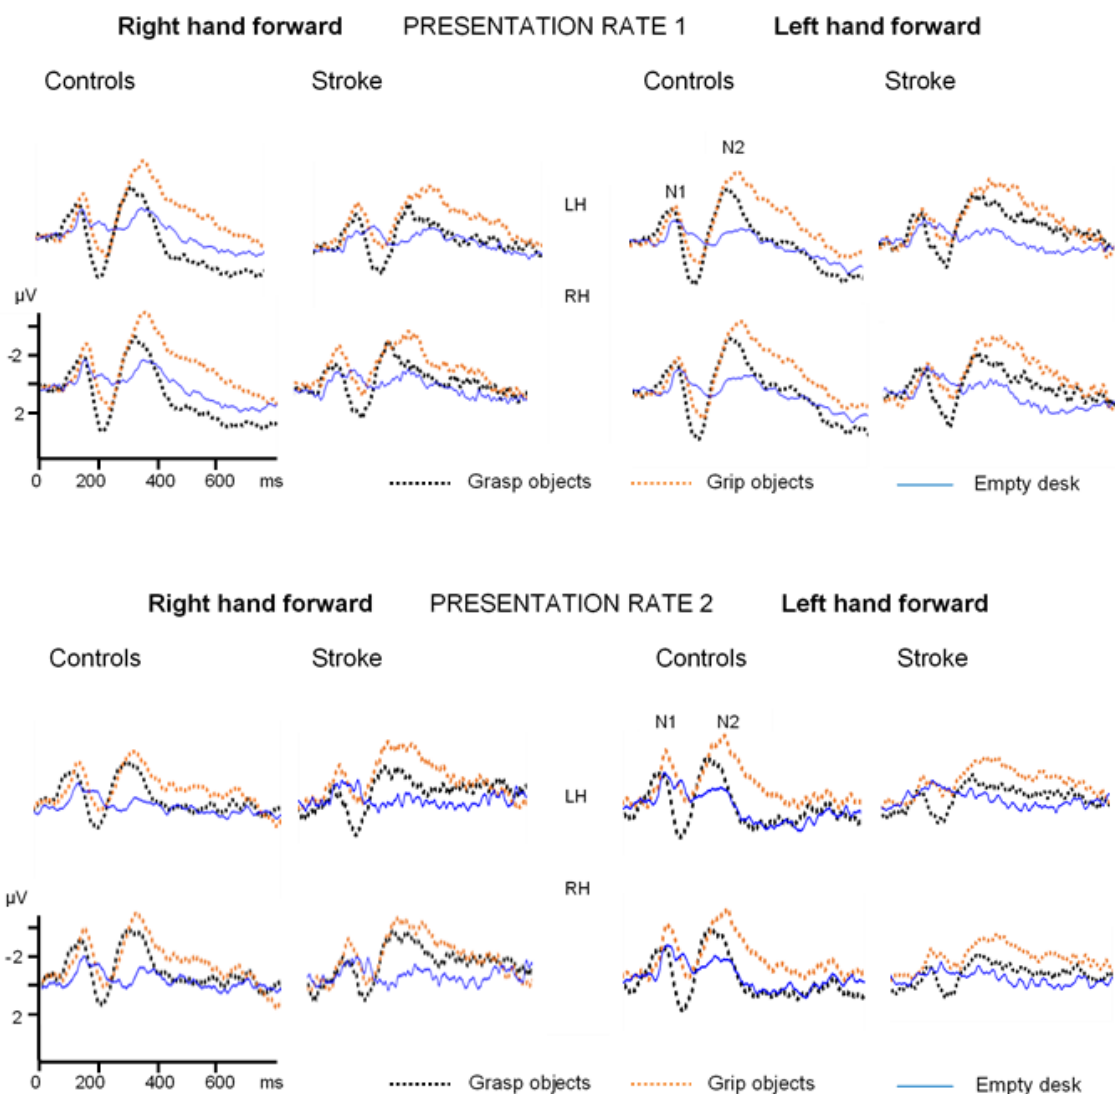 Right hand forward PRESENTATION RATE 1 Left hand forward
Controls Stroke Controls Stroke
N2
N1
LH
RH
µV
-2
2
0 200 400 600 ms
Grasp objects Grip objects Empty desk
Right hand forward PRESENTATION RATE 2 Left hand forward
Controls Stroke Controls Stroke
N1 N2
LH
RH
µV
-2
2
0 200 400 600 ms
Grasp objects Grip objects Empty desk